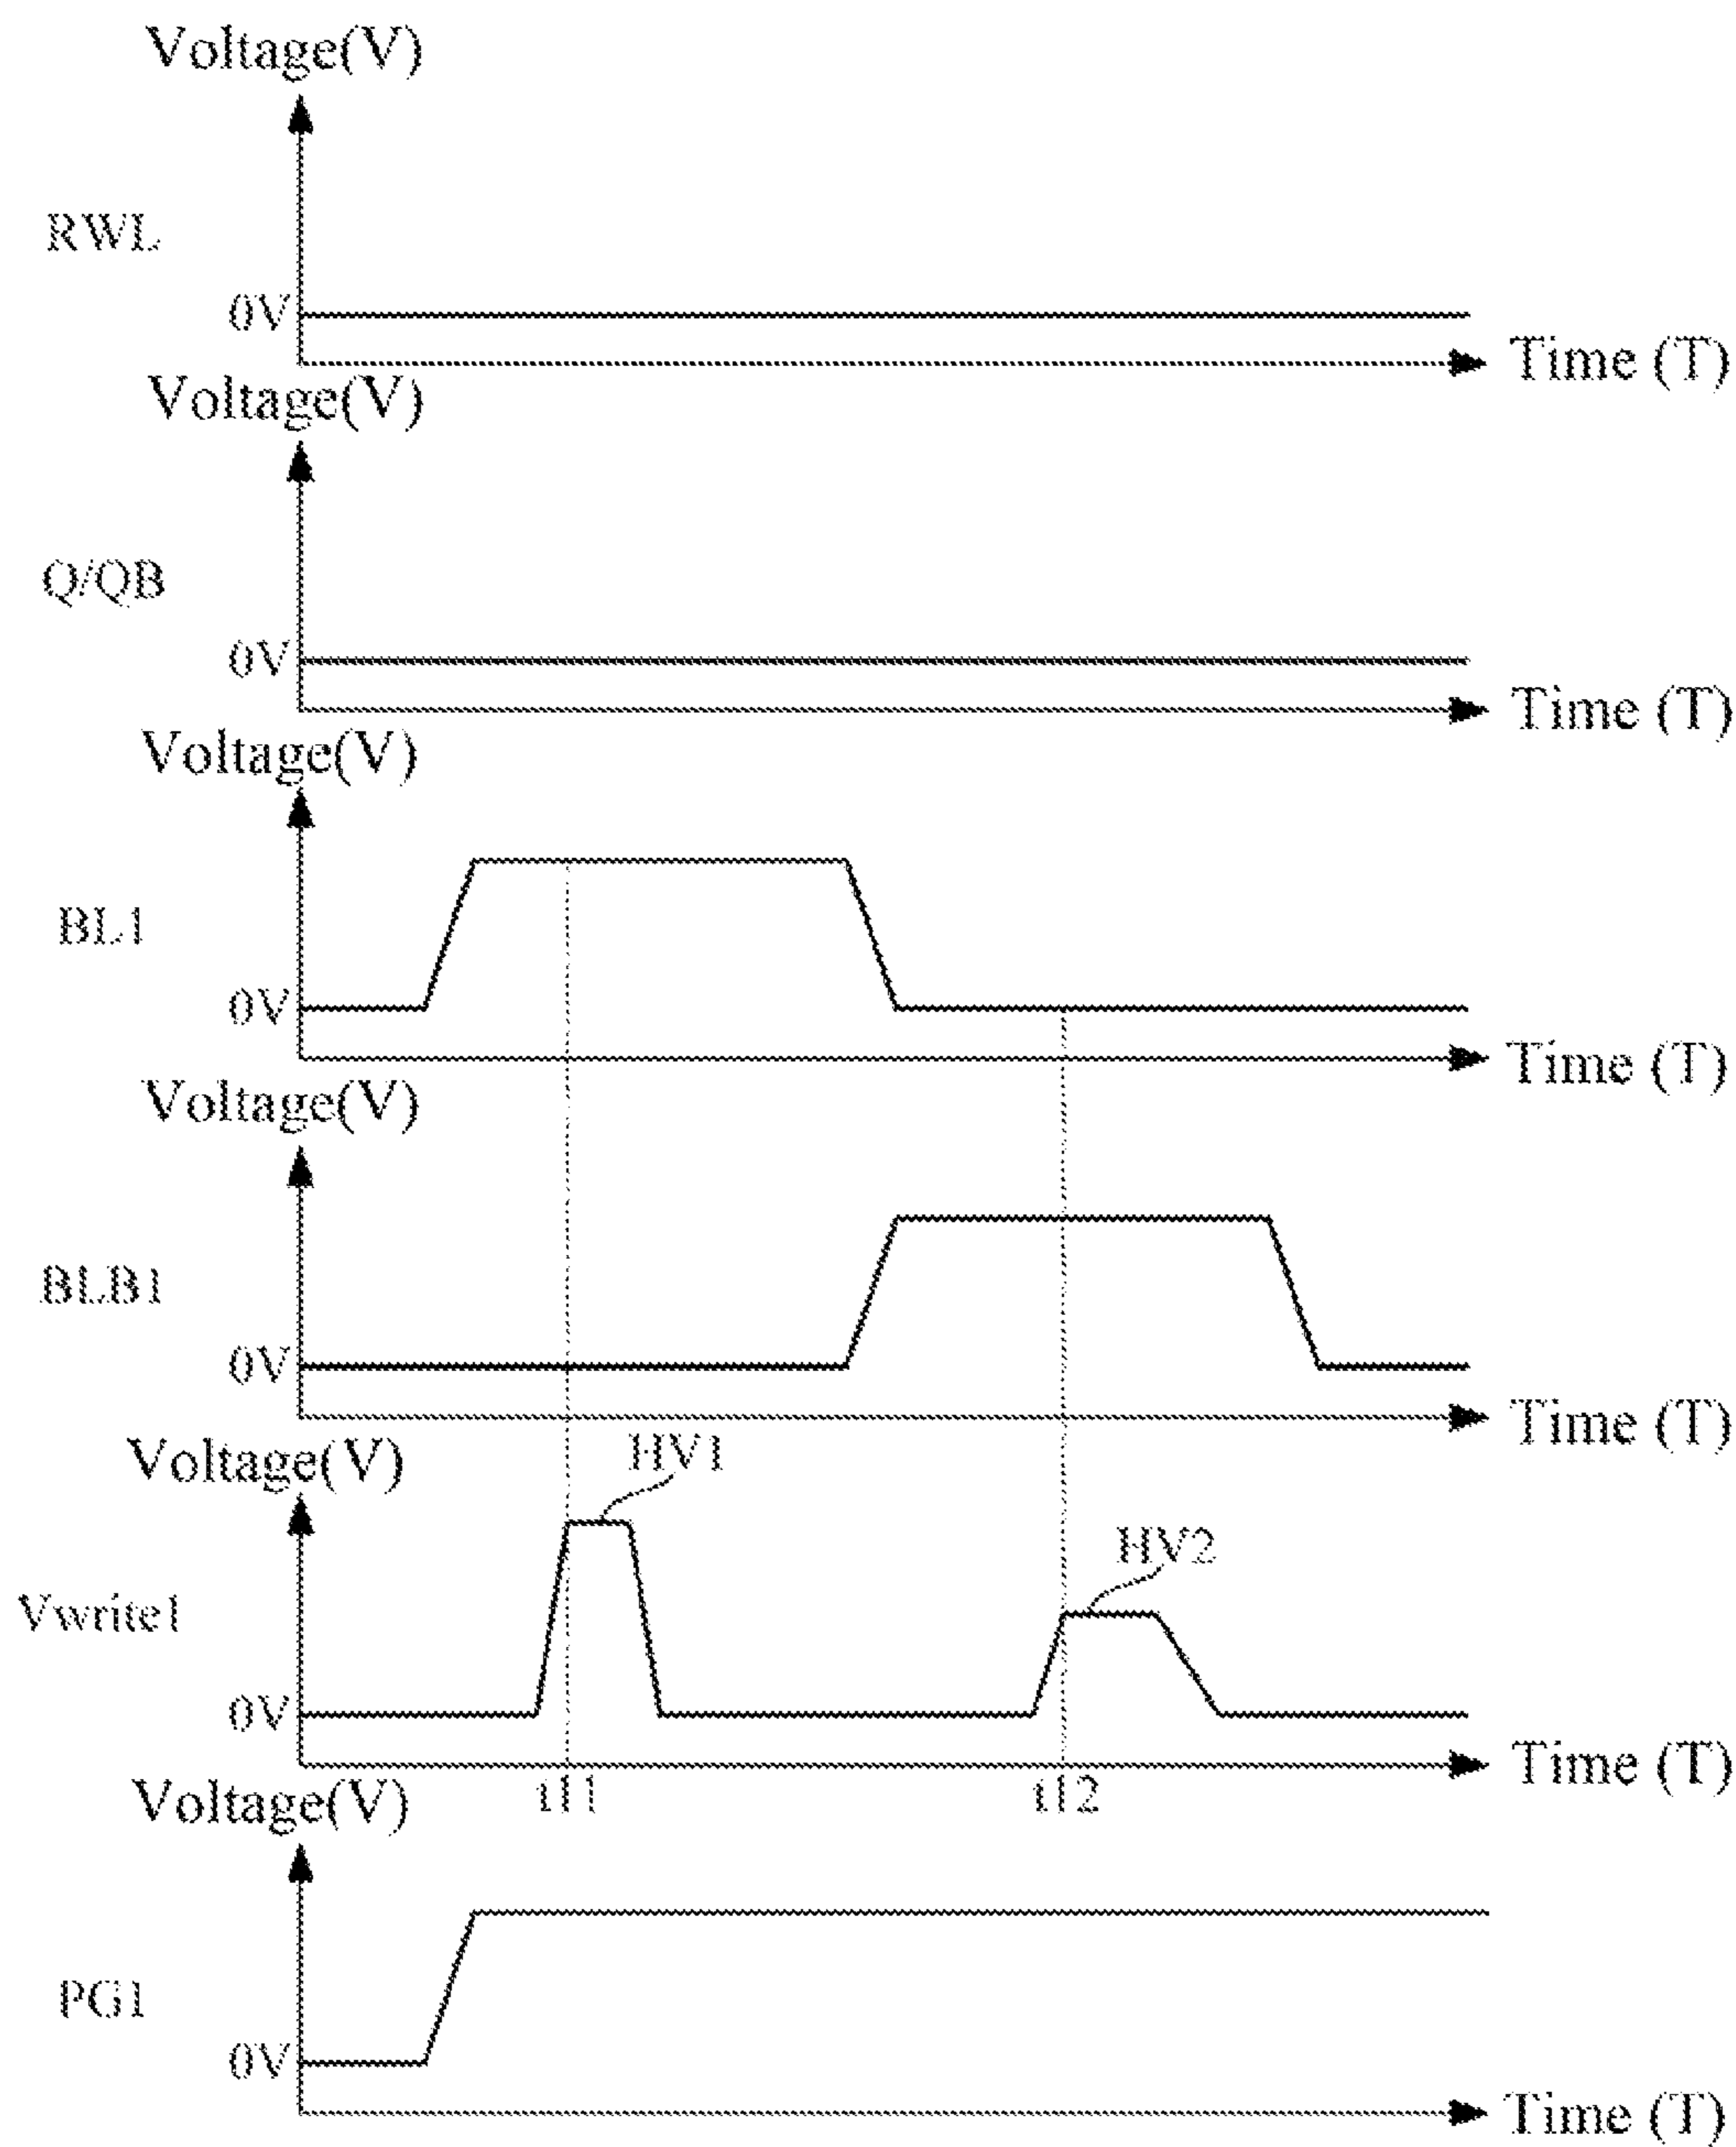 Voltage(V)
RWL
0V
Time (T)
Voltage(V)
Q/QB
0V
Time (T)
Voltage(V)
BL1
0V
Time (T)
Voltage(V)
BLB1
0V
Time (T)
Voltage(V)
HV1
HV2
Vwrite1
0V
Time (T)
t11
t12
Voltage(V)
PG1
0V
Time (T)